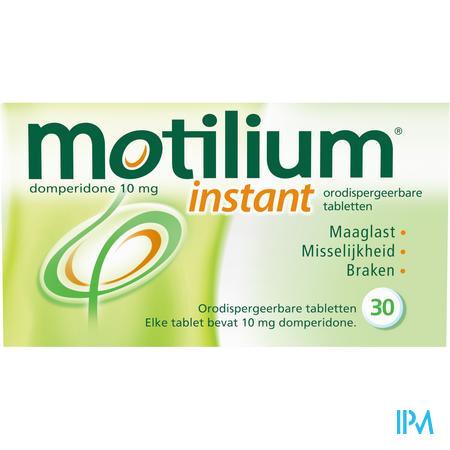 motilium®
domperidone 10 mg
instant
orodispergeerbare
tabletten
Maaglast •
Misselijkheid •
Braken •
Orodispergeerbare tabletten
Elke tablet bevat 10 mg domperidone.
30
IPM